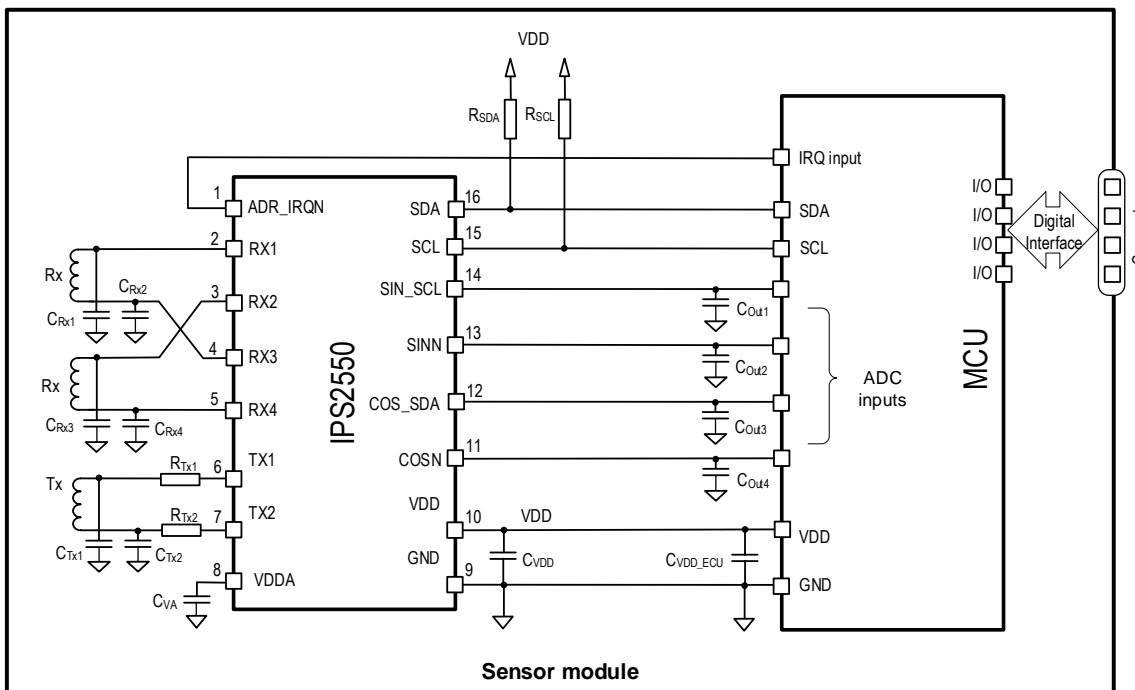 VDD
RSDA
RSCL
IRQ input
1
ADR_IRQN
SDA
16
SDA
2
RX1
SCL
15
SCL
Rx
CRx1
CRx2
3
RX2
SIN_SCL
14
COut1
4
RX3
SINN
13
COut2
Rx
CRx3
CRx4
5
RX4
COS_SDA
12
COut3
COSN
11
COut4
ADC
inputs
Tx
RTx1
6
TX1
RTx2
7
TX2
CTx1
CTx2
VDD
10
VDD
VDD
GND
9
CVDD
CVDD_ECU
GND
8
VDDA
CVA
IPS2550
MCU
I/O
I/O
I/O
I/O
Digital
Interface
Sensor module